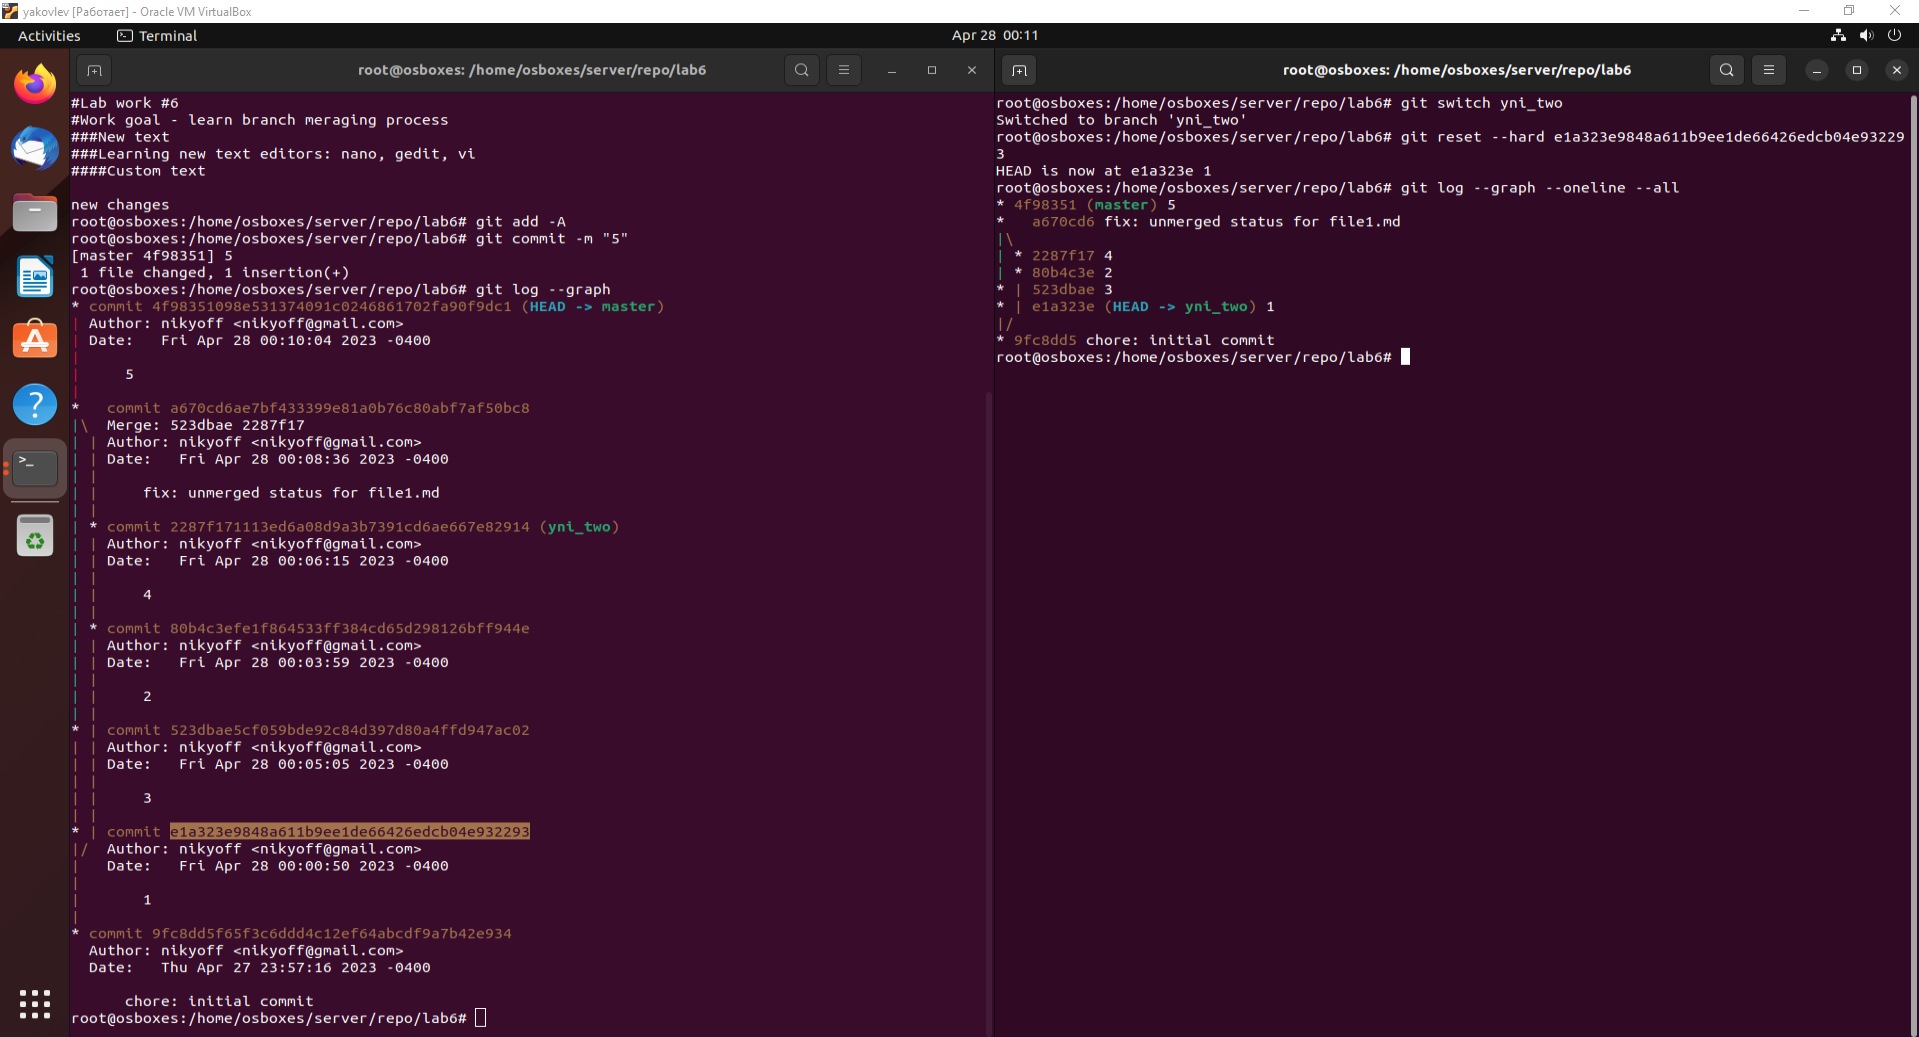 yakovlev [Работает] - Oracle VM VirtualBox
Activities Terminal Apr 28 00:11
root@osboxes: /home/osboxes/server/repo/lab6
#Lab work #6
#Work goal - learn branch meraging process
###New text
###Learning new text editors: nano, gedit, vi
####Custom text
new changes
root@osboxes:/home/osboxes/server/repo/lab6# git add -A
root@osboxes:/home/osboxes/server/repo/lab6# git commit -m "5"
[master 4f98351] 5
 1 file changed, 1 insertion(+)
root@osboxes:/home/osboxes/server/repo/lab6# git log --graph
* commit 4f98351098e531374091c0246861702fa90f9dc1 (HEAD -> master)
| Author: nikyoff <nikyoff@gmail.com>
| Date:   Fri Apr 28 00:10:04 2023 -0400
|
|     5
|
*   commit a670cd6ae7bf433399e81a0b76c80abf7af50bc8
|\  Merge: 523dbae 2287f17
| | Author: nikyoff <nikyoff@gmail.com>
| | Date:   Fri Apr 28 00:08:36 2023 -0400
| |
| |     fix: unmerged status for file1.md
| |
| * commit 2287f171113ed6a08d9a3b7391cd6ae667e82914 (yni_two)
| | Author: nikyoff <nikyoff@gmail.com>
| | Date:   Fri Apr 28 00:06:15 2023 -0400
| |
| |     4
| |
| * commit 80b4c3efe1f864533ff384cd65d298126bff944e
| | Author: nikyoff <nikyoff@gmail.com>
| | Date:   Fri Apr 28 00:03:59 2023 -0400
| |
| |     2
| |
* | commit 523dbae5cf059bde92c84d397d80a4ffd947ac02
| | Author: nikyoff <nikyoff@gmail.com>
| | Date:   Fri Apr 28 00:05:05 2023 -0400
| |
| |     3
| |
* | commit e1a323e9848a611b9ee1de66426edcb04e932293
|/  Author: nikyoff <nikyoff@gmail.com>
|   Date:   Fri Apr 28 00:00:50 2023 -0400
|
|       1
|
* commit 9fc8dd5f65f3c6ddd4c12ef64abcdf9a7b42e934
  Author: nikyoff <nikyoff@gmail.com>
  Date:   Thu Apr 27 23:57:16 2023 -0400
      chore: initial commit
root@osboxes:/home/osboxes/server/repo/lab6#
root@osboxes: /home/osboxes/server/repo/lab6
root@osboxes:/home/osboxes/server/repo/lab6# git switch yni_two
Switched to branch 'yni_two'
root@osboxes:/home/osboxes/server/repo/lab6# git reset --hard e1a323e9848a611b9ee1de66426edcb04e93229
3
HEAD is now at e1a323e 1
root@osboxes:/home/osboxes/server/repo/lab6# git log --graph --oneline --all
* 4f98351 (master) 5
*   a670cd6 fix: unmerged status for file1.md
|\
| * 2287f17 4
| * 80b4c3e 2
* | 523dbae 3
* | e1a323e (HEAD -> yni_two) 1
|/
* 9fc8dd5 chore: initial commit
root@osboxes:/home/osboxes/server/repo/lab6#